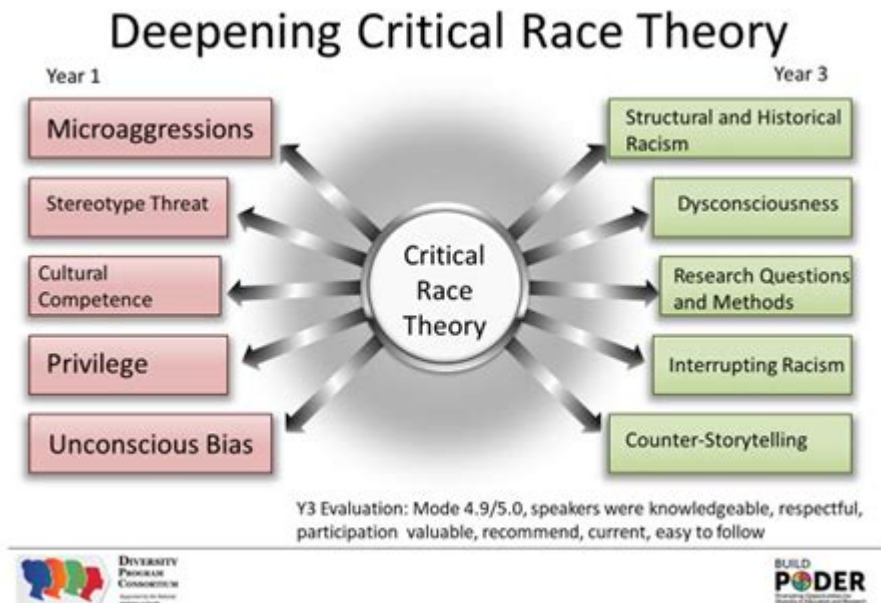 Deepening Critical Race Theory
Year 1
Year 3
Microaggressions
Stereotype Threat
Cultural
Competence
Privilege
Unconscious Bias
Critical
Race
Theory
Structural and Historical
Racism
Dysconsciousness
Research Questions
and Methods
Interrupting Racism
Counter-Storytelling
Y3 Evaluation: Mode 4.9/5.0, speakers were knowledgeable, respectful,
participation valuable, recommend, current, easy to follow
DIVERSITY
PROGRAM
CONSORTIUM
BUILD
PODER